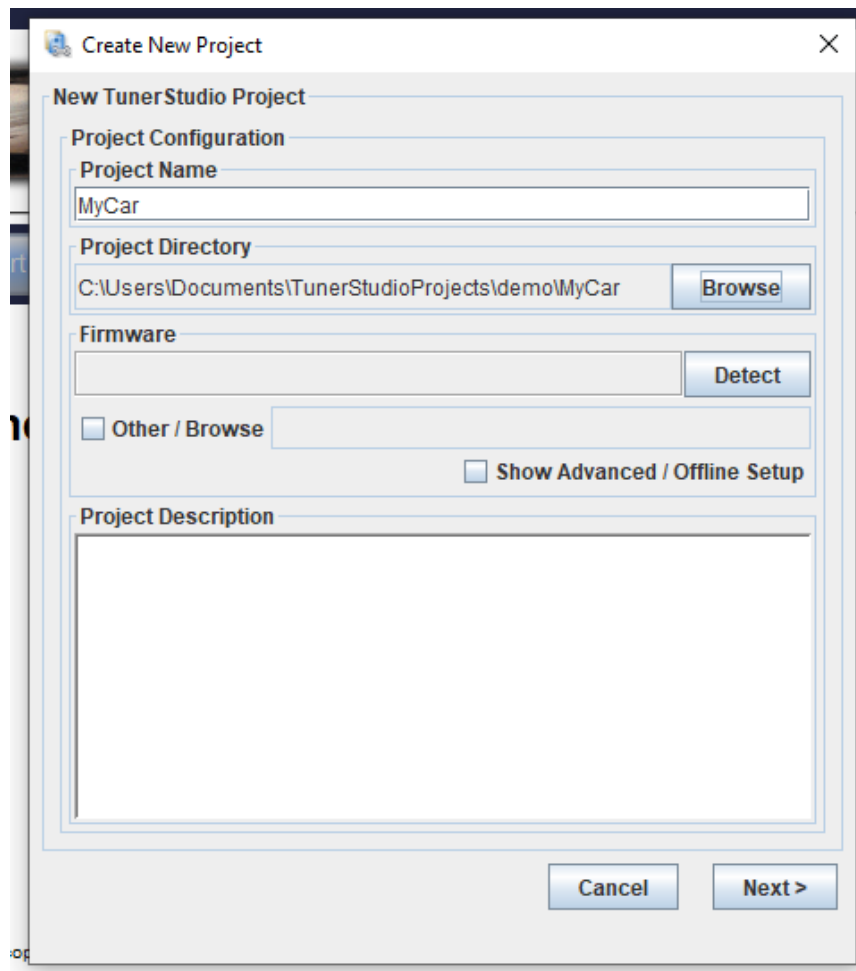 Create New Project
New TunerStudio Project
Project Configuration
Project Name
MyCar
Project Directory
C:\Users\Documents\TunerStudioProjects\demo\MyCar
Browse
Firmware
Detect
Other / Browse
Show Advanced / Offline Setup
Project Description
Cancel
Next >